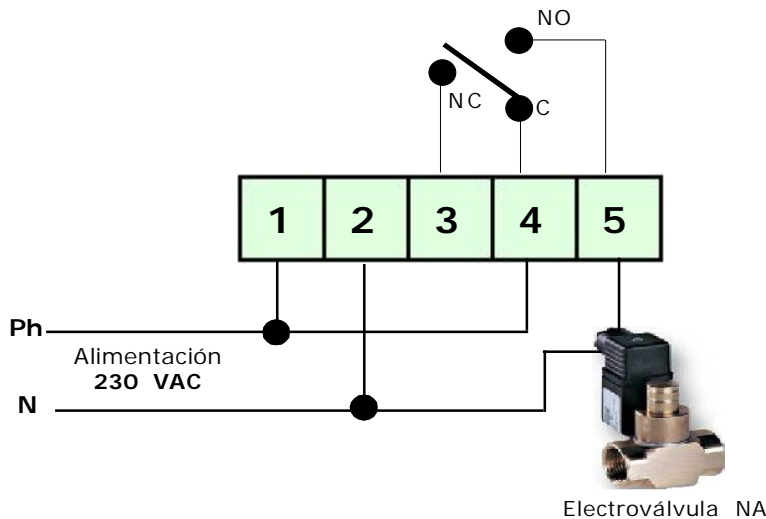 NO
NC
C
1 2 3 4 5
Ph
Alimentación
230 VAC
N
Electroválvula NA